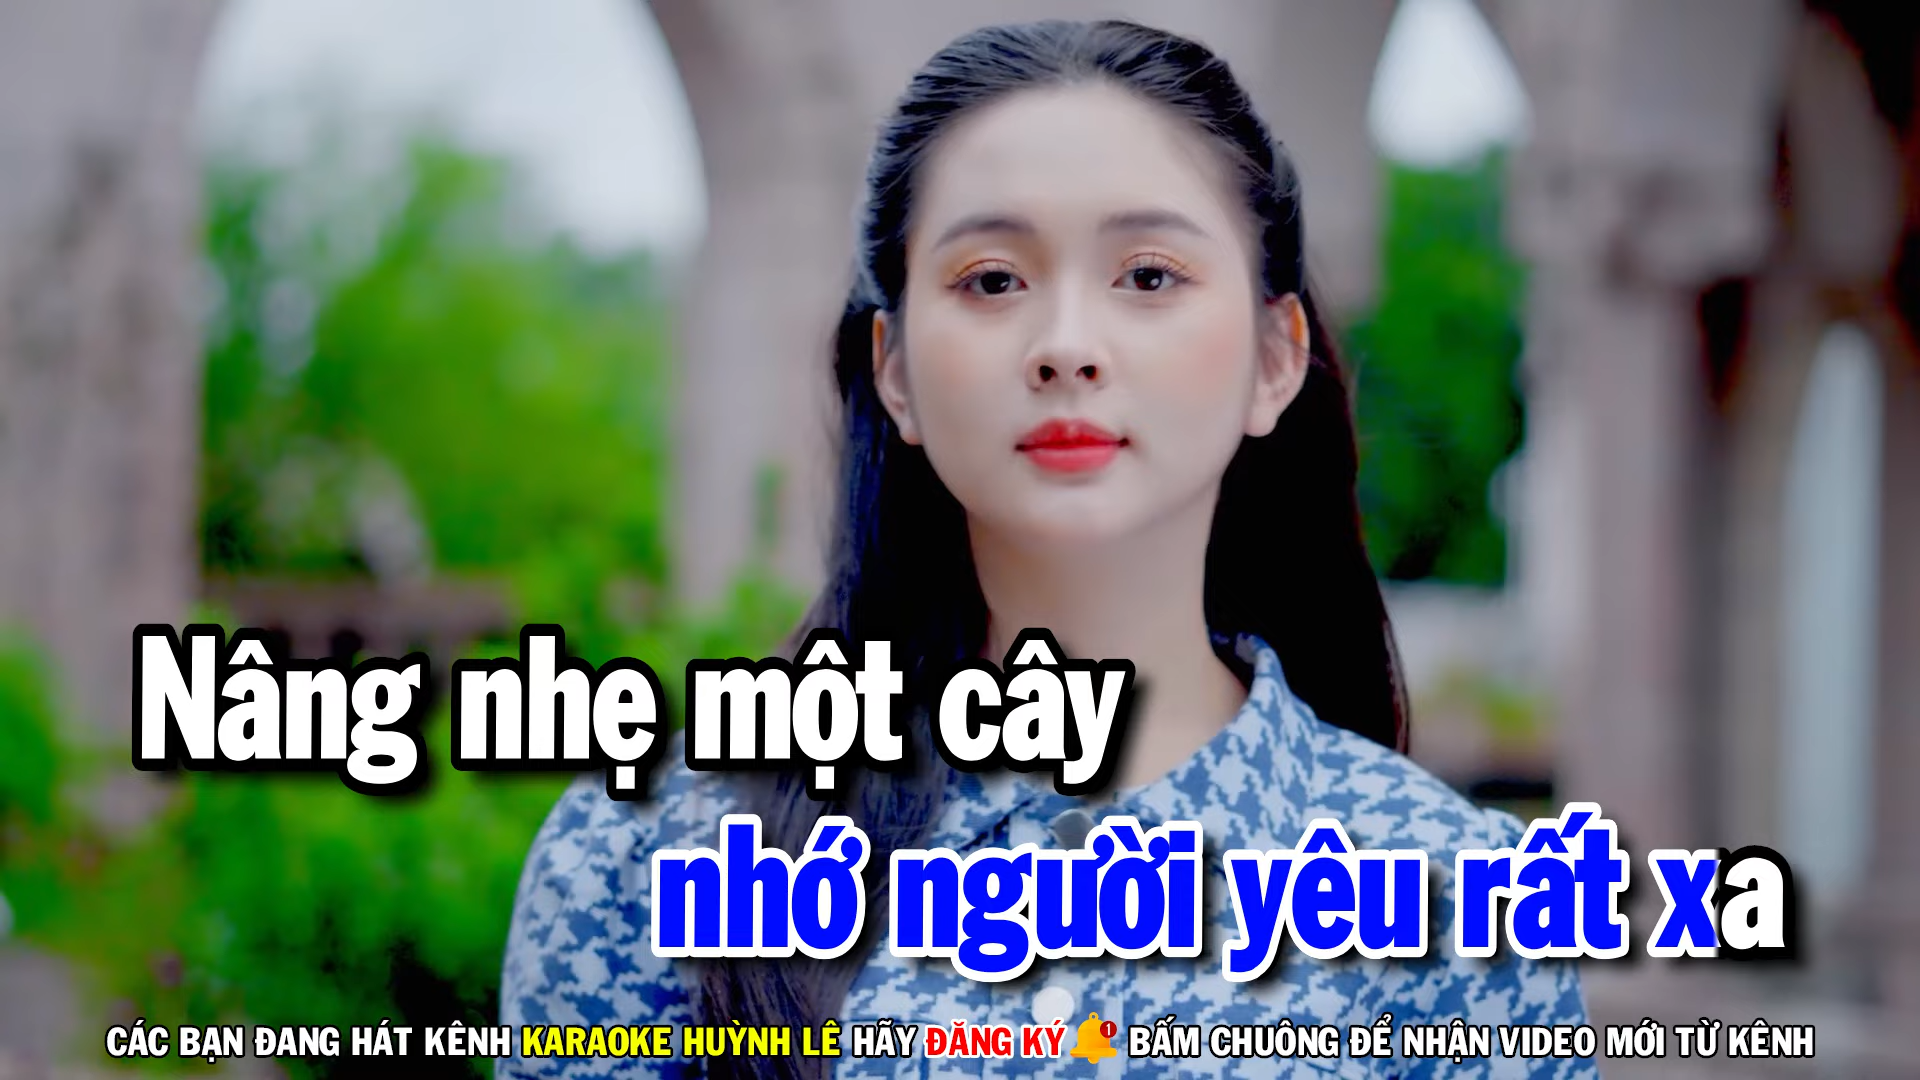 Nâng nhẹ một cây
nhớ người yêu rất xa
CÁC BẠN ĐANG HÁT KÊNH KARAOKE HUỲNH LÊ HÃY ĐĂNG KÝ 1 BẤM CHUÔNG ĐỂ NHẬN VIDEO MỚI TỪ KÊNH